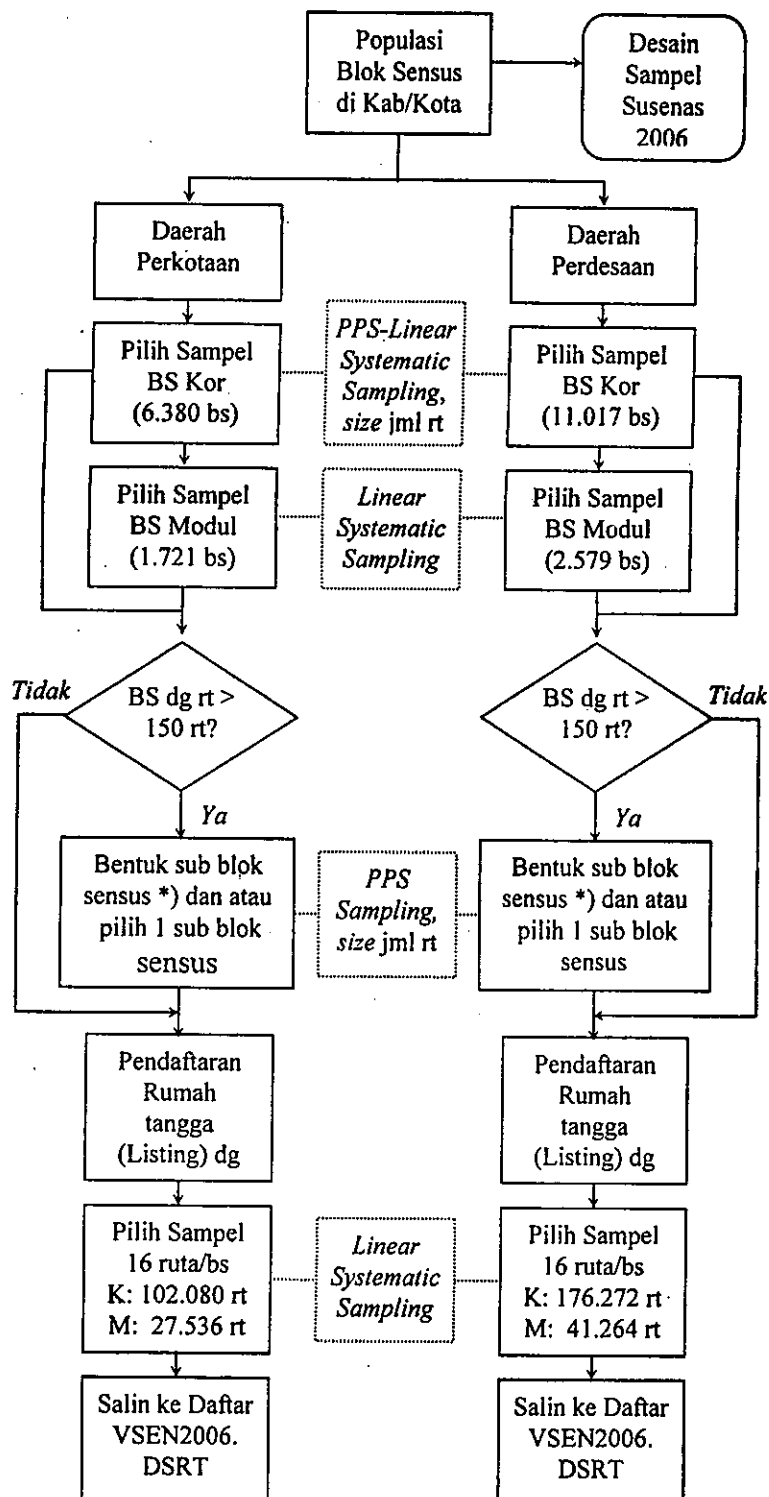 Populasi
Blok Sensus
di Kab/Kota
Desain
Sampel
Susenas
2006
Daerah
Perkotaan
Daerah
Perdesaan
Pilih Sampel
BS Kor
(6.380 bs)
PPS-Linear
Systematic
Sampling,
size jml rt
Pilih Sampel
BS Kor
(11.017 bs)
Pilih Sampel
BS Modul
(1.721 bs)
Linear
Systematic
Sampling
Pilih Sampel
BS Modul
(2.579 bs)
Tidak
BS dg rt >
150 rt?
BS dg rt >
150 rt?
Tidak
Ya
Ya
Bentuk sub blok
sensus *) dan atau
pilih 1 sub blok
sensus
PPS
Sampling,
size jml rt
Bentuk sub blok
sensus *) dan atau
pilih 1 sub blok
sensus
Pendaftaran
Rumah
tangga
(Listing) dg
Pendaftaran
Rumah
tangga
(Listing) dg
Pilih Sampel
16 ruta/bs
K: 102.080 rt
M: 27.536 rt
Linear
Systematic
Sampling
Pilih Sampel
16 ruta/bs
K: 176.272 rt
M: 41.264 rt
Salin ke Daftar
VSEN2006.
DSRT
Salin ke Daftar
VSEN2006.
DSRT